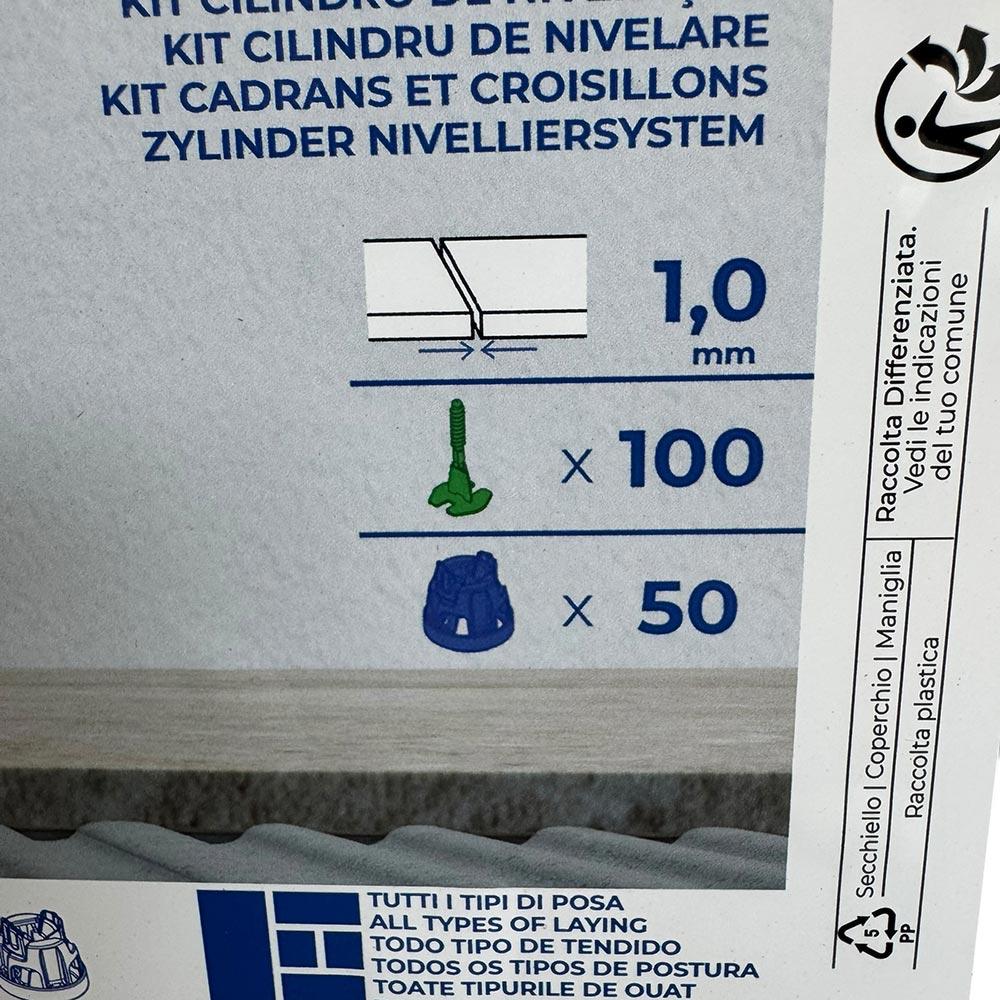 KIT CILINDRU DE NIVELARE
KIT CADRANS ET CROISILLONS
ZYLINDER NIVELLIERSYSTEM
1,0
mm
x 100
x 50
TUTTI I TIPI DI POSA
ALL TYPES OF LAYING
TODO TIPO DE TENDIDO
TODOS OS TIPOS DE POSTURA
TOATE TIPURILE DE OUAT
Raccolta Differenziata.
Vedi le indicazioni
del tuo comune
Secchiello | Coperchio | Maniglia
Raccolta plastica
5
PP